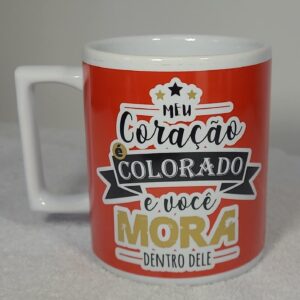 MEU
Coração
é COLORADO
e você
MORA
DENTRO DELE